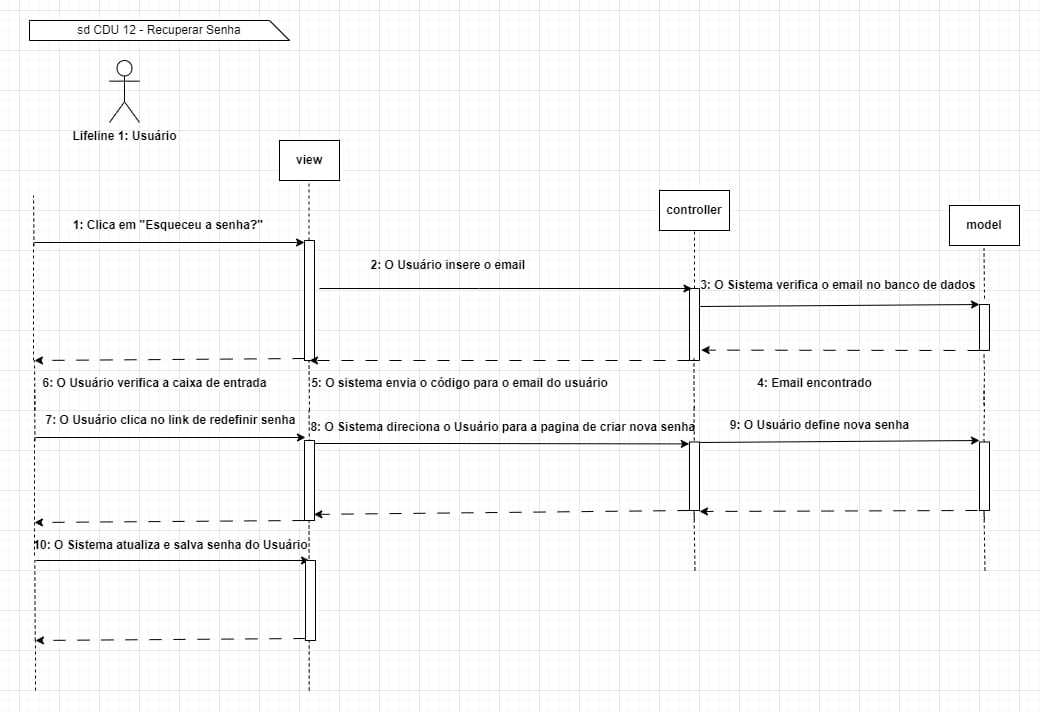 sd CDU 12 - Recuperar Senha
Lifeline 1: Usuário
view
controller
model
1: Clica em "Esqueceu a senha?"
2: O Usuário insere o email
3: O Sistema verifica o email no banco de dados
6: O Usuário verifica a caixa de entrada
5: O sistema envia o código para o email do usuário
4: Email encontrado
7: O Usuário clica no link de redefinir senha
8: O Sistema direciona o Usuário para a pagina de criar nova senha
9: O Usuário define nova senha
10: O Sistema atualiza e salva senha do Usuário